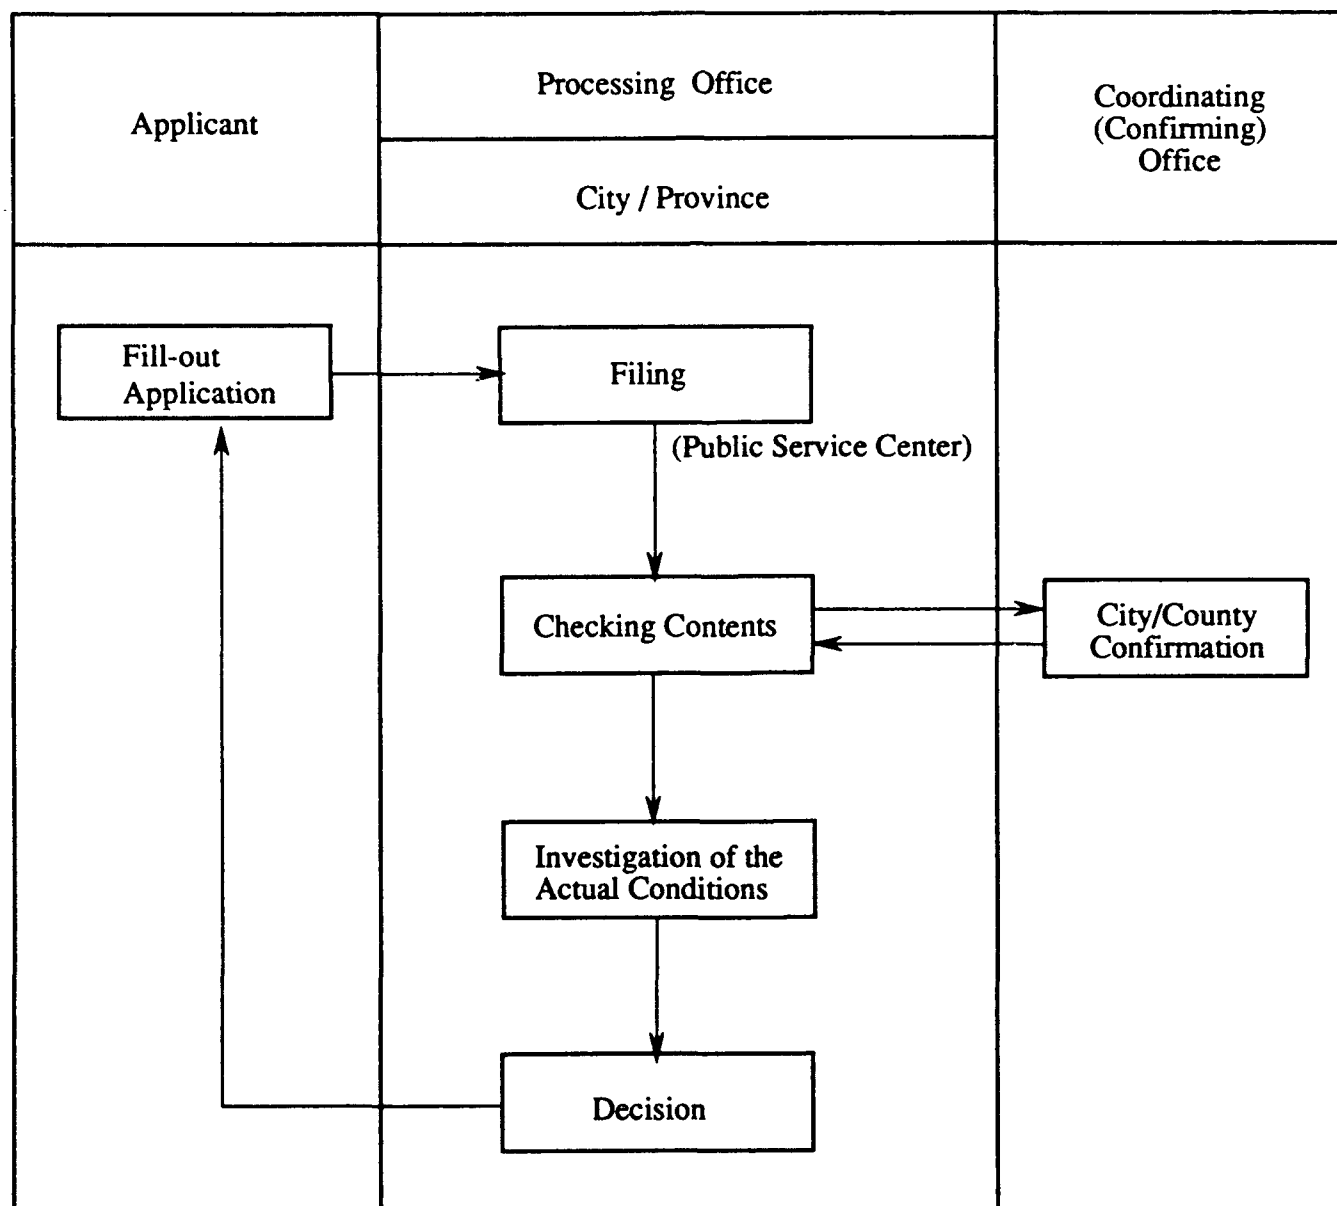 Applicant
Processing Office
City / Province
Coordinating
(Confirming)
Office
Fill-out
Application
Filing
(Public Service Center)
Checking Contents
City/County
Confirmation
Investigation of the
Actual Conditions
Decision